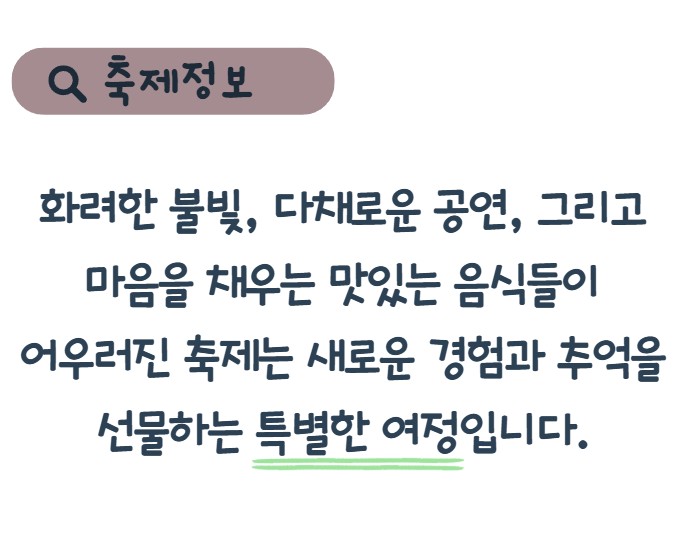 축제정보
화려한 불빛, 다채로운 공연, 그리고
마음을 채우는 맛있는 음식들이
어우러진 축제는 새로운 경험과 추억을
선물하는 특별한 여정입니다.